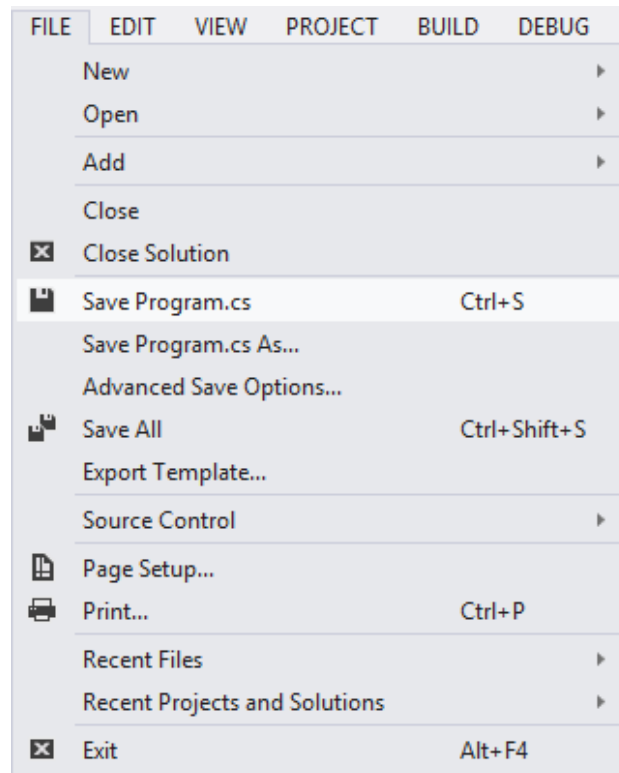 FILE EDIT VIEW PROJECT BUILD DEBUG
New
Open
Add
Close
Close Solution
Save Program.cs Ctrl+S
Save Program.cs As...
Advanced Save Options...
Save All Ctrl+Shift+S
Export Template...
Source Control
Page Setup...
Print... Ctrl+P
Recent Files
Recent Projects and Solutions
Exit Alt+F4